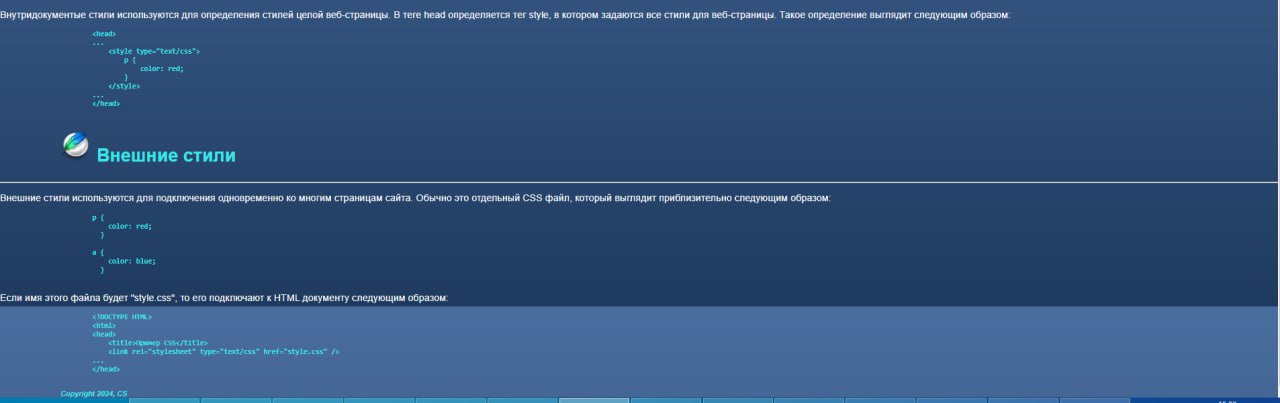 Внутридокументые стили используются для определения стилей целой веб-страницы. В теге head определяется тег style, в котором задаются все стили для веб-страницы. Такое определение выглядит следующим образом:
<head>
...
<style type="text/css">
p {
color: red;
}
</style>
...
</head>
Внешние стили
Внешние стили используются для подключения одновременно ко многим страницам сайта. Обычно это отдельный CSS файл, который выглядит приблизительно следующим образом:
p {
color: red;
}
a {
color: blue;
}
Если имя этого файла будет "style.css", то его подключают к HTML документу следующим образом:
<!DOCTYPE HTML>
<html>
<head>
<title>Пример CSS</title>
<link rel="stylesheet" type="text/css" href="style.css" />
...
</head>
Copyright 2024, CS